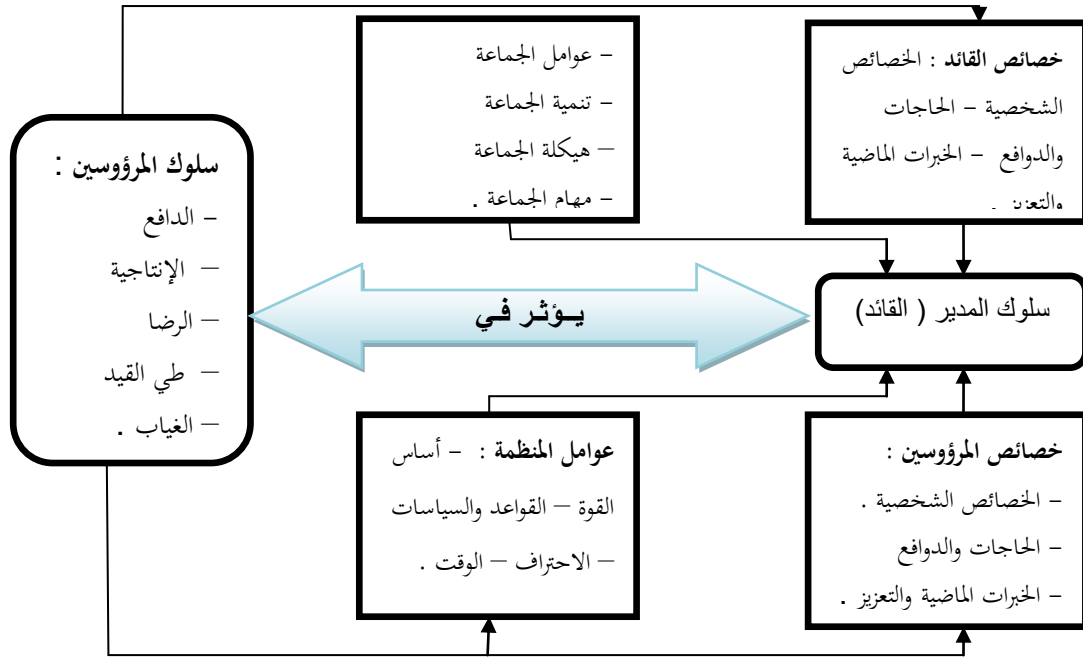 خصائص القائد : الخصائص
الشخصية – الحاجات
والدوافع – الخبرات الماضية
والتعزيز .
– عوامل الجماعة
– تنمية الجماعة
– هيكلة الجماعة
– مهام الجماعة .
سلوك المرؤوسين :
– الدافع
– الإنتاجية
– الرضا
– طي القيد
– الغياب .
يـؤثـر فـي
سلوك المدير ( القائد)
خصائص المرؤوسين :
– الخصائص الشخصية .
– الحاجات والدوافع
– الخبرات الماضية والتعزيز .
عوامل المنظمة : – أساس
القوة – القواعد والسياسات
– الاحتراف – الوقت .